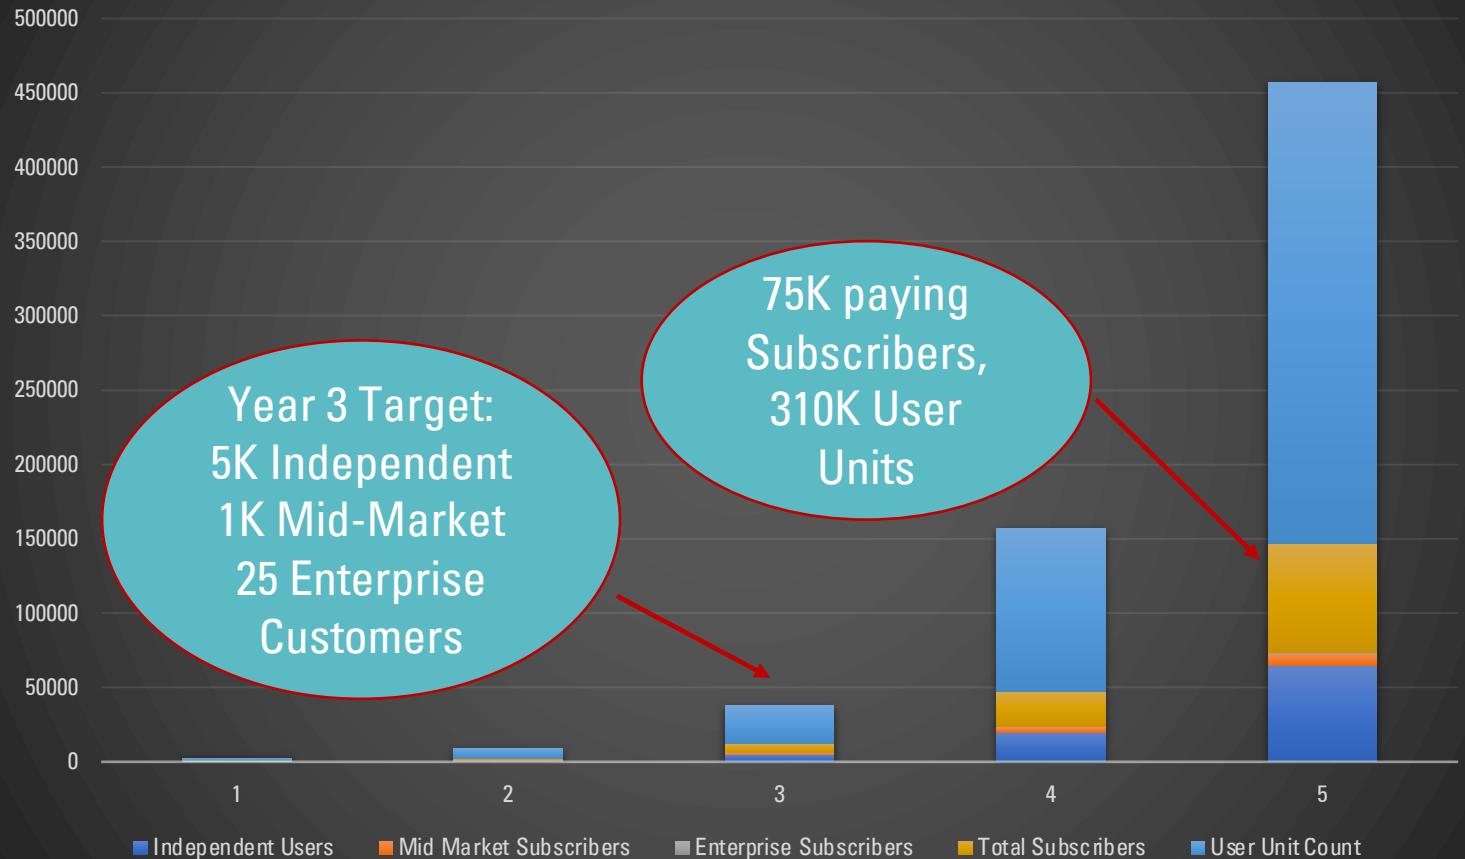 500000
450000
400000
350000
300000
250000
200000
150000
100000
50000
0
Year 3 Target:
5K Independent
1K Mid-Market
25 Enterprise
Customers
75K paying
Subscribers,
310K User
Units
1 2 3 4 5
Independent Users Mid Market Subscribers Enterprise Subscribers Total Subscribers User Unit Count